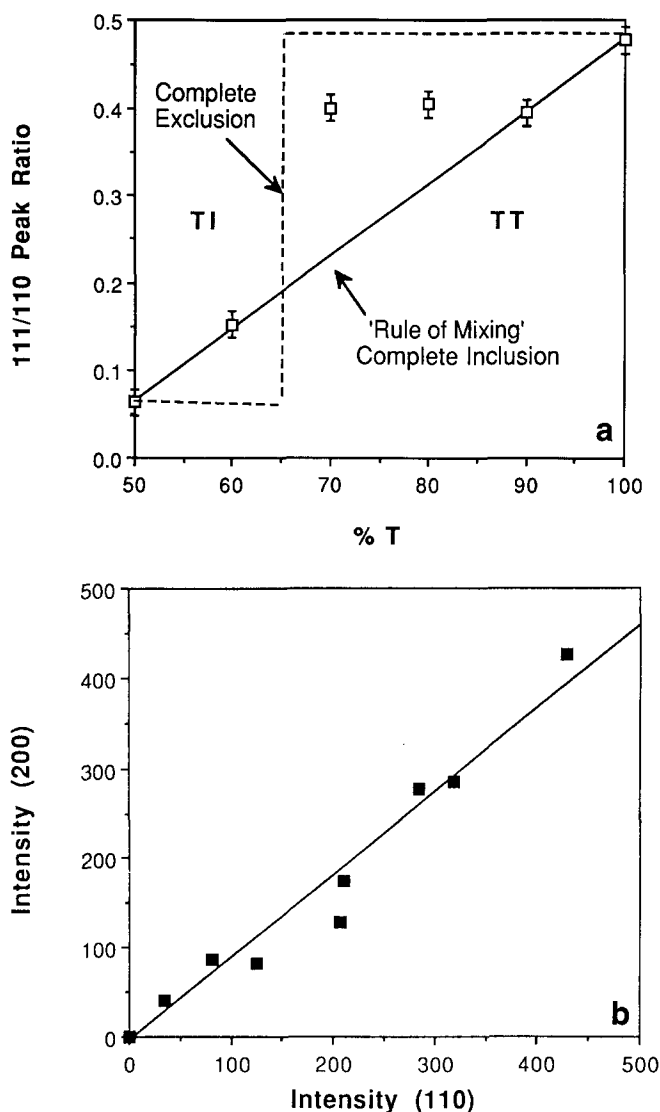 0.5
0.4
0.3
0.2
0.1
0.0
111/110 Peak Ratio
Complete
Exclusion
TI
TT
'Rule of Mixing'
Complete Inclusion
a
50
60
70
80
90
100
% T
500
400
300
200
100
0
Intensity (200)
b
0
100
200
300
400
500
Intensity (110)